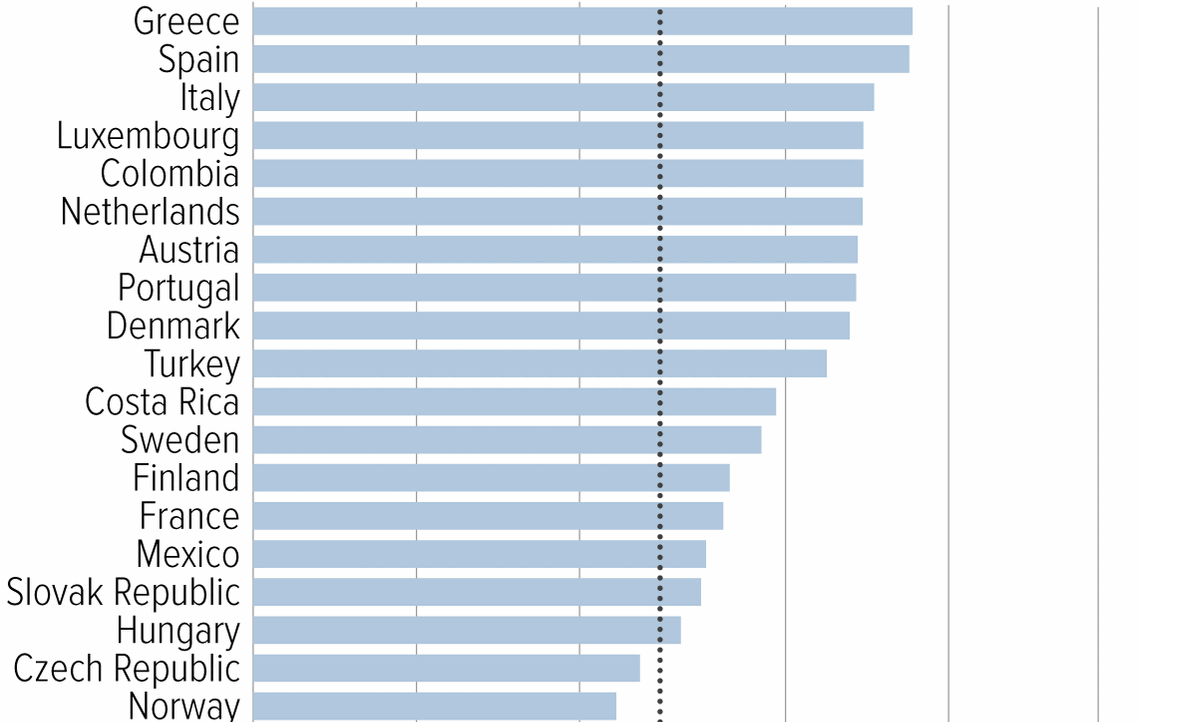 Greece
Spain
Italy
Luxembourg
Colombia
Netherlands
Austria
Portugal
Denmark
Turkey
Costa Rica
Sweden
Finland
France
Mexico
Slovak Republic
Hungary
Czech Republic
Norway